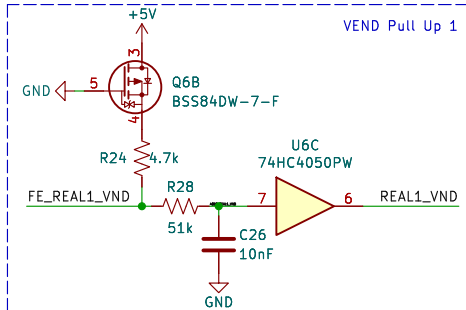 +5V
VEND Pull Up 1
3
Q6B
GND
5
BSS84DW-7-F
4
R24
4.7k
U6C
74HC4050PW
FE_REAL1_VND
R28
7
6
REAL1_VND
51k
C26
10nF
GND